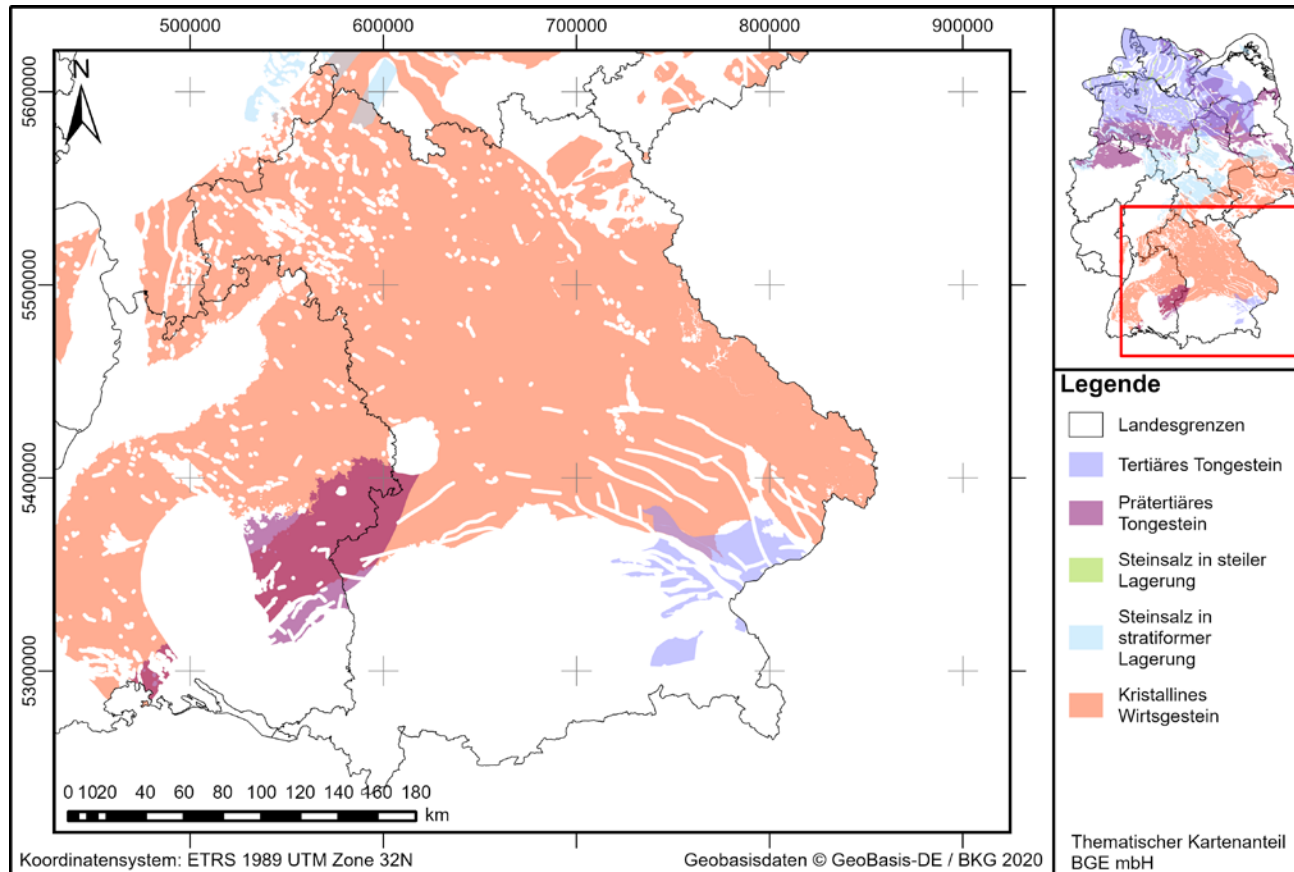 500000
600000
700000
800000
900000
5600000
5500000
5400000
5300000
N
0 1020 40 60 80 100 120 140 160 180
km
Koordinatensystem: ETRS 1989 UTM Zone 32N
Geobasisdaten © GeoBasis-DE / BKG 2020
Legende
Landesgrenzen
Tertiäres Tongestein
Prätertiäres
Tongestein
Steinsalz in steiler
Lagerung
Steinsalz in
stratiformer
Lagerung
Kristallines
Wirtsgestein
Thematischer Kartenanteil
BGE mbH